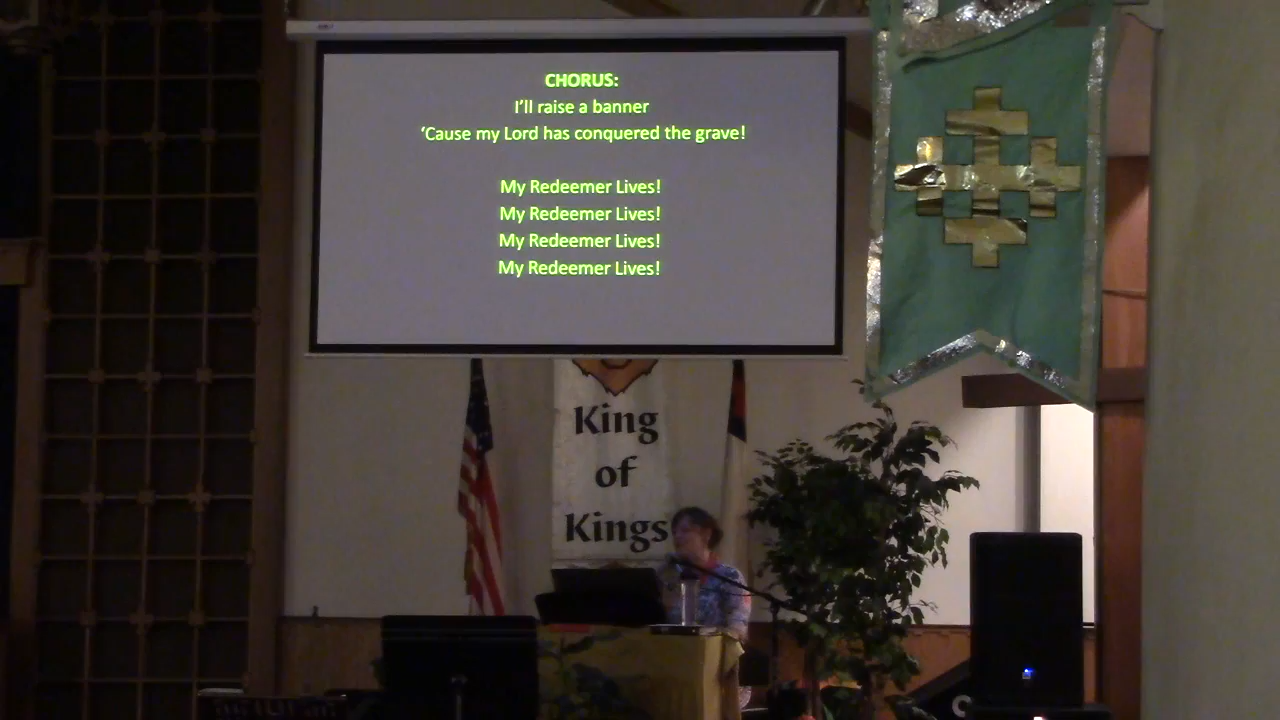 CHORUS:
I'll raise a banner
‘Cause my Lord has conquered the grave!
My Redeemer Lives!
My Redeemer Lives!
My Redeemer Lives!
My Redeemer Lives!
King
of
Kings